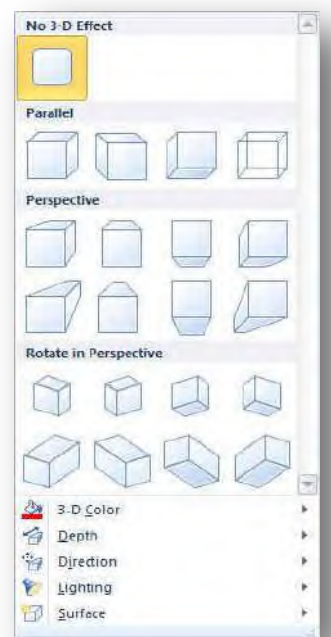 No 3-D Effect
Parallel
Perspective
Rotate in Perspective
3-D Color
Depth
Direction
Lighting
Surface